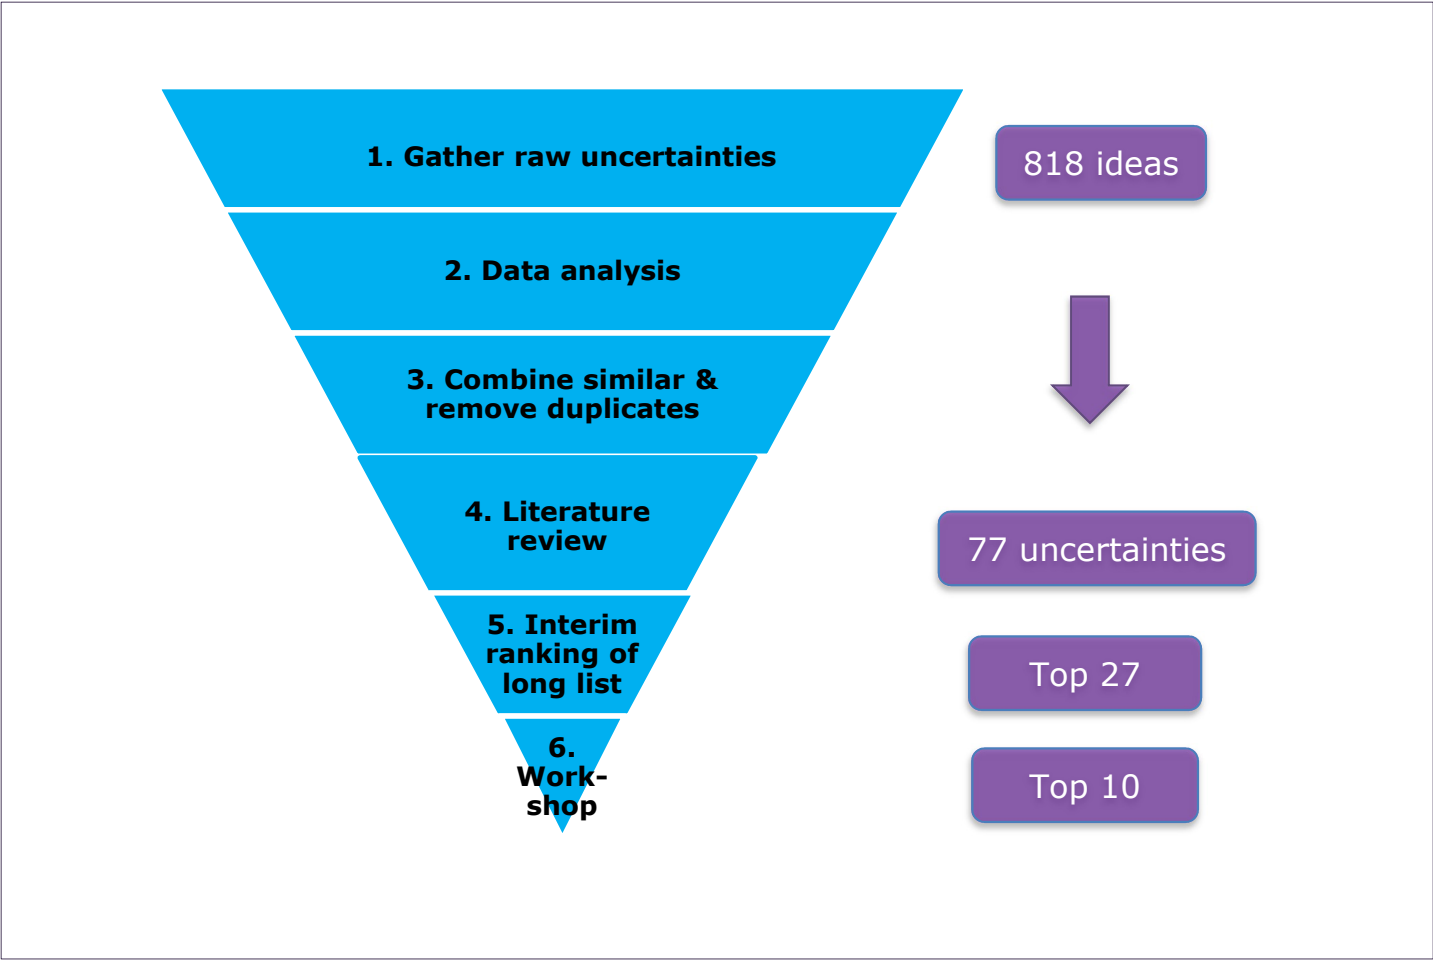 1. Gather raw uncertainties
818 ideas
2. Data analysis
3. Combine similar &
remove duplicates
4. Literature
review
77 uncertainties
5. Interim
ranking of
long list
Top 27
6.
Work-
shop
Top 10